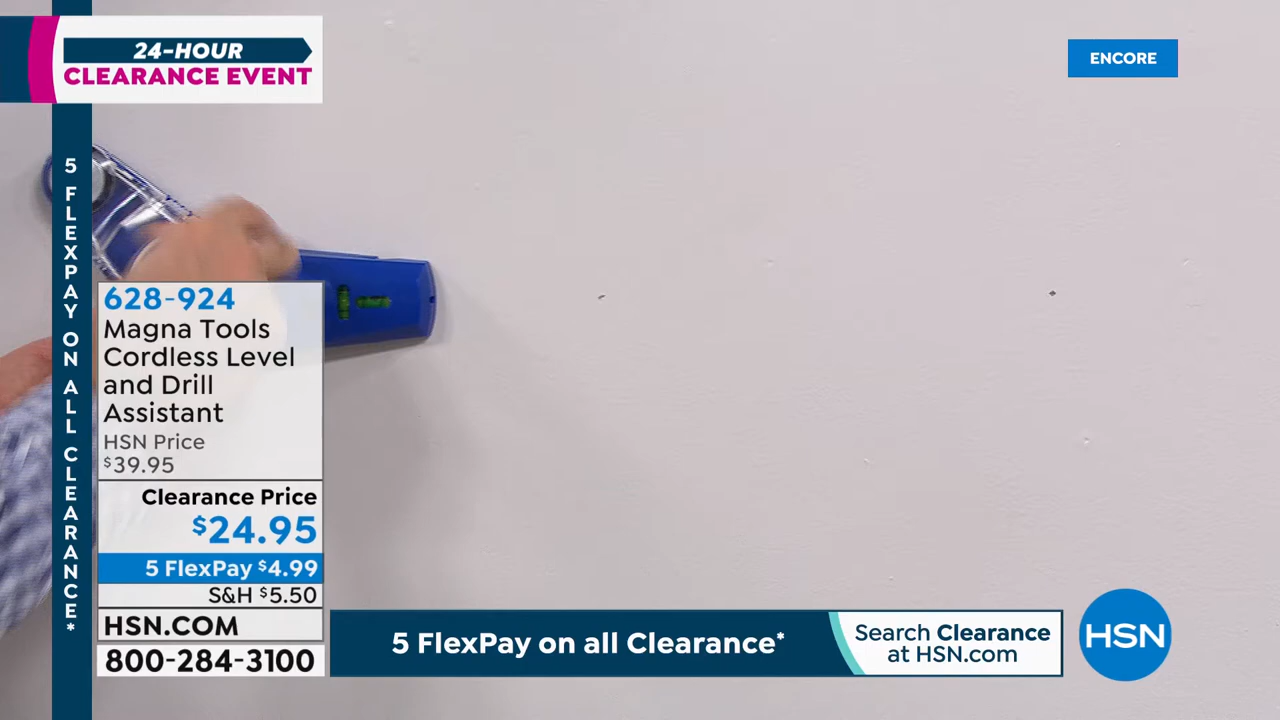 24-HOUR
CLEARANCE EVENT
ENCORE
5 FLEXPAY ON ALL CLEARANCE*
628-924
Magna Tools
Cordless Level
and Drill
Assistant
HSN Price
$39.95
Clearance Price
$24.95
5 FlexPay $4.99
S&H $5.50
HSN.COM
800-284-3100
5 FlexPay on all Clearance*
Search Clearance
at HSN.com
HSN